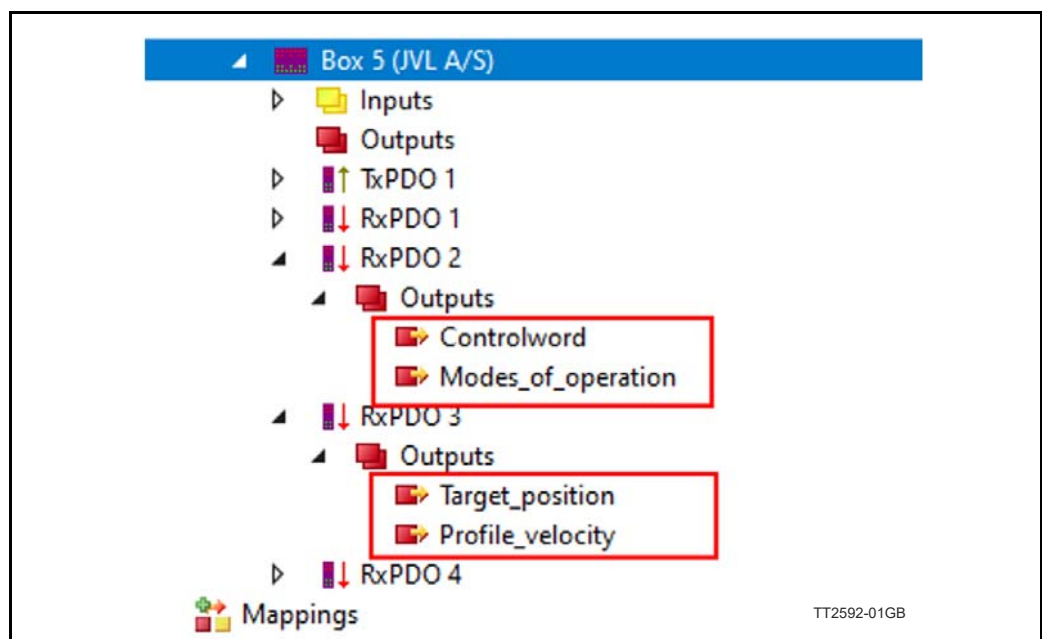 Box 5 (JVL A/S)
Inputs
Outputs
TxPDO 1
RxPDO 1
RxPDO 2
Outputs
Controlword
Modes_of_operation
RxPDO 3
Outputs
Target_position
Profile_velocity
RxPDO 4
Mappings
TT2592-01GB